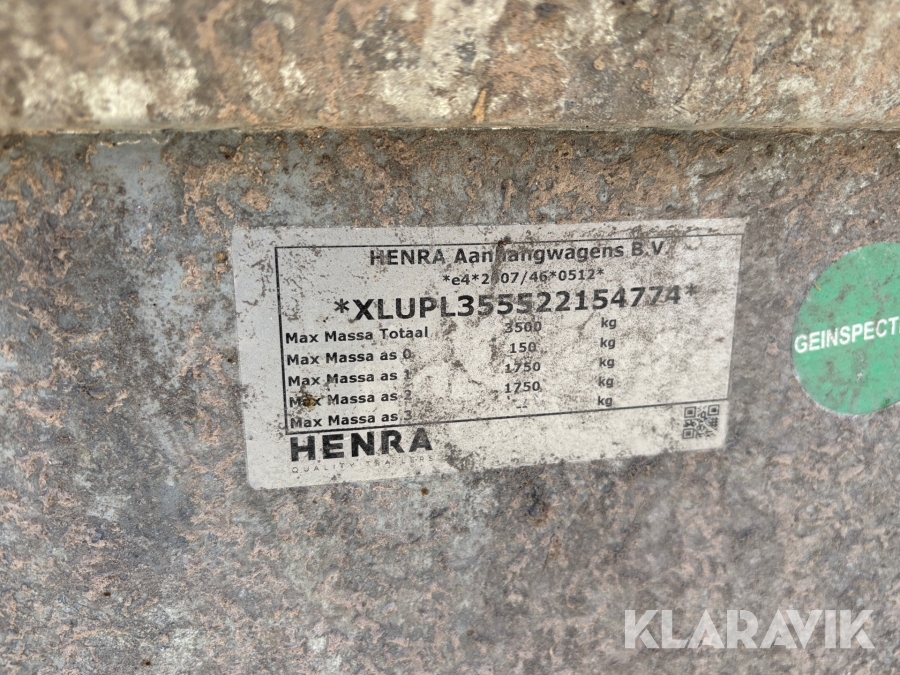 HENRA Aanhangwagens B.V
*e4*2007/46*0512*
*XLUPL355522154774*
Max Massa Totaal 3500 kg
Max Massa as 0 150 kg
Max Massa as 1 1750 kg
Max Massa as 2 1750 kg
Max Massa as 3 -- kg
HENRA
QUALITY TRAILERS
GEINSPECT
KLARAVIK